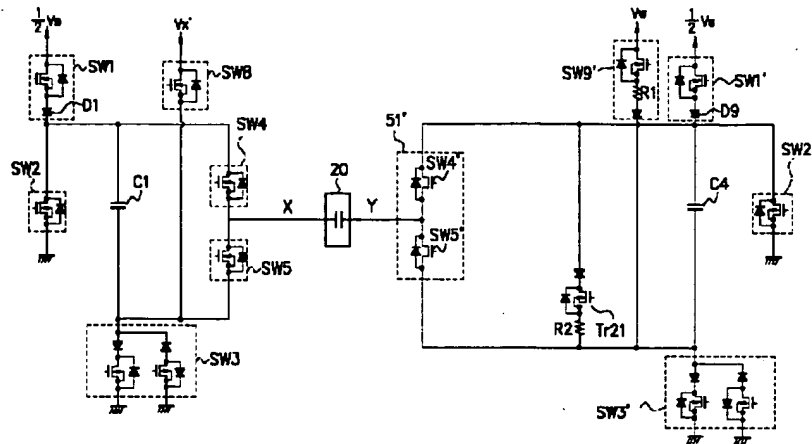 1/2 Vs
Vx'
Vw
1/2 Vs
SW1
D1
SW8
SW9'
R1
SW1'
D9
SW4
51'
SW4'
SW2
C1
20
C4
SW2
X
Y
SW5'
SW5
R2
Tr21
SW3
SW3'